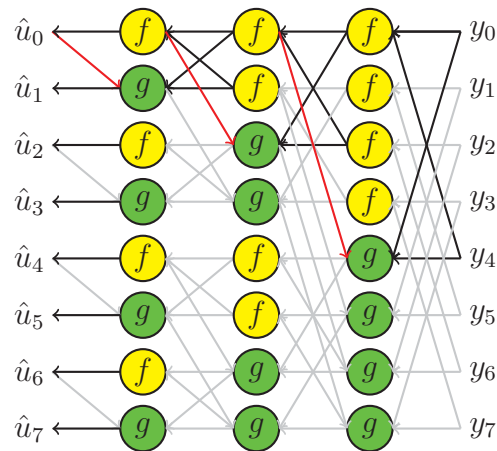 û₀ f f f y₀
û₁ g f f y₁
û₂ f g f y₂
û₃ g g f y₃
û₄ f f g y₄
û₅ g f g y₅
û₆ f g g y₆
û₇ g g g y₇